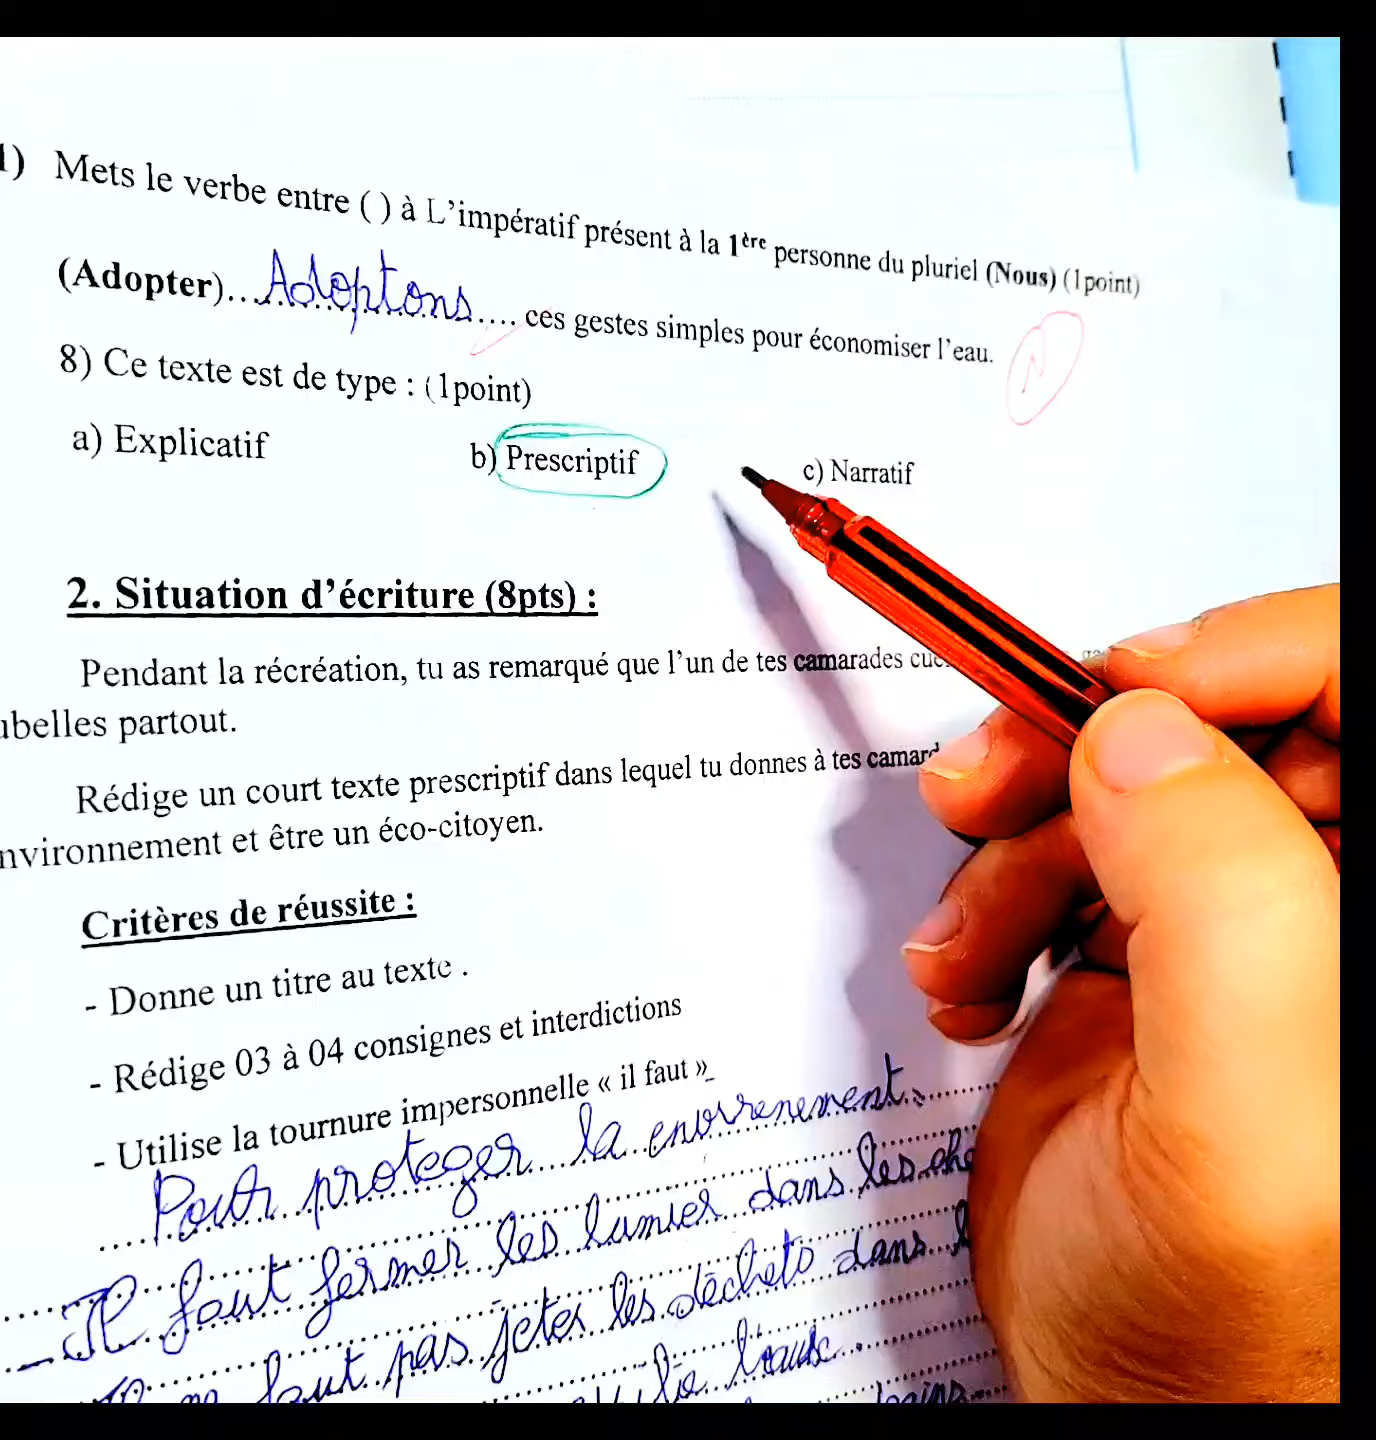 1) Mets le verbe entre ( ) à L'impératif présent à la 1ère personne du pluriel (Nous) (1point)
(Adopter)...Adoptons.... ces gestes simples pour économiser l'eau.
8) Ce texte est de type : (1point)
a) Explicatif b) Prescriptif c) Narratif
2. Situation d'écriture (8pts) :
Pendant la récréation, tu as remarqué que l'un de tes camarades
ubelles partout.
Rédige un court texte prescriptif dans lequel tu donnes à tes camar
nvironnement et être un éco-citoyen.
Critères de réussite :
- Donne un titre au texte .
- Rédige 03 à 04 consignes et interdictions
- Utilise la tournure impersonnelle « il faut »
Pour proteger la
- Il faut fermer les lumier dans les
faut pas jeter les déchets dans